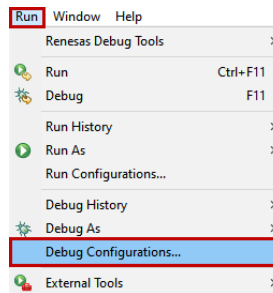 Run Window Help
Renesas Debug Tools
Run Ctrl+F11
Debug F11
Run History
Run As
Run Configurations...
Debug History
Debug As
Debug Configurations...
External Tools